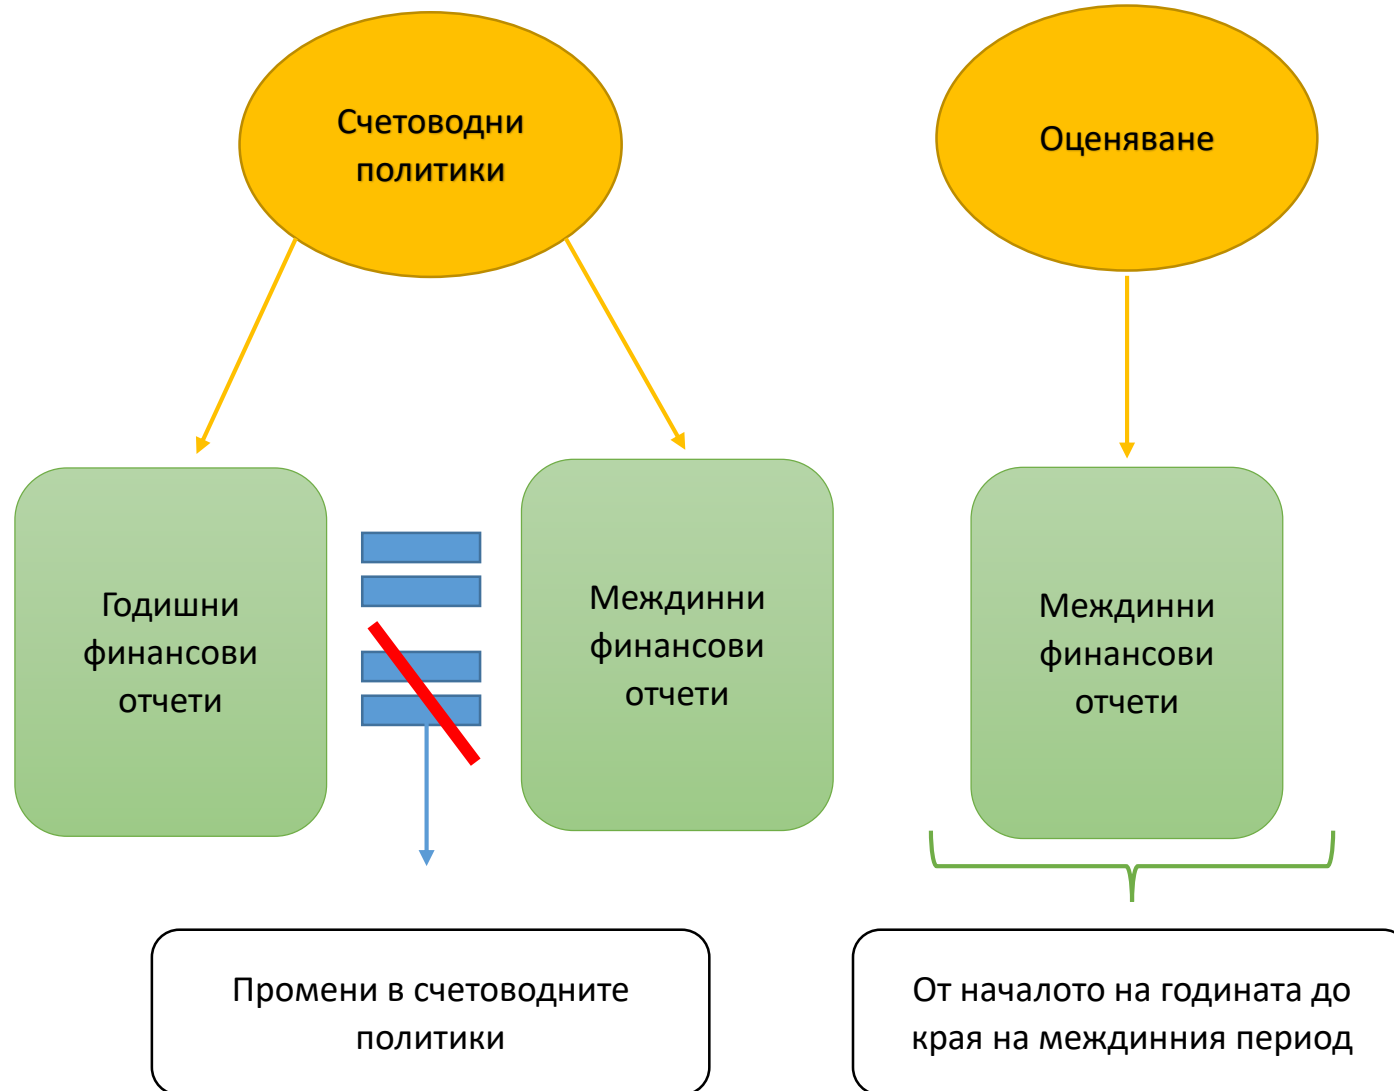 Счетоводни
политики
Оценяване
Годишни
финансови
отчети
Междинни
финансови
отчети
Междинни
финансови
отчети
Промени в счетоводните
политики
От началото на годината до
края на междинния период